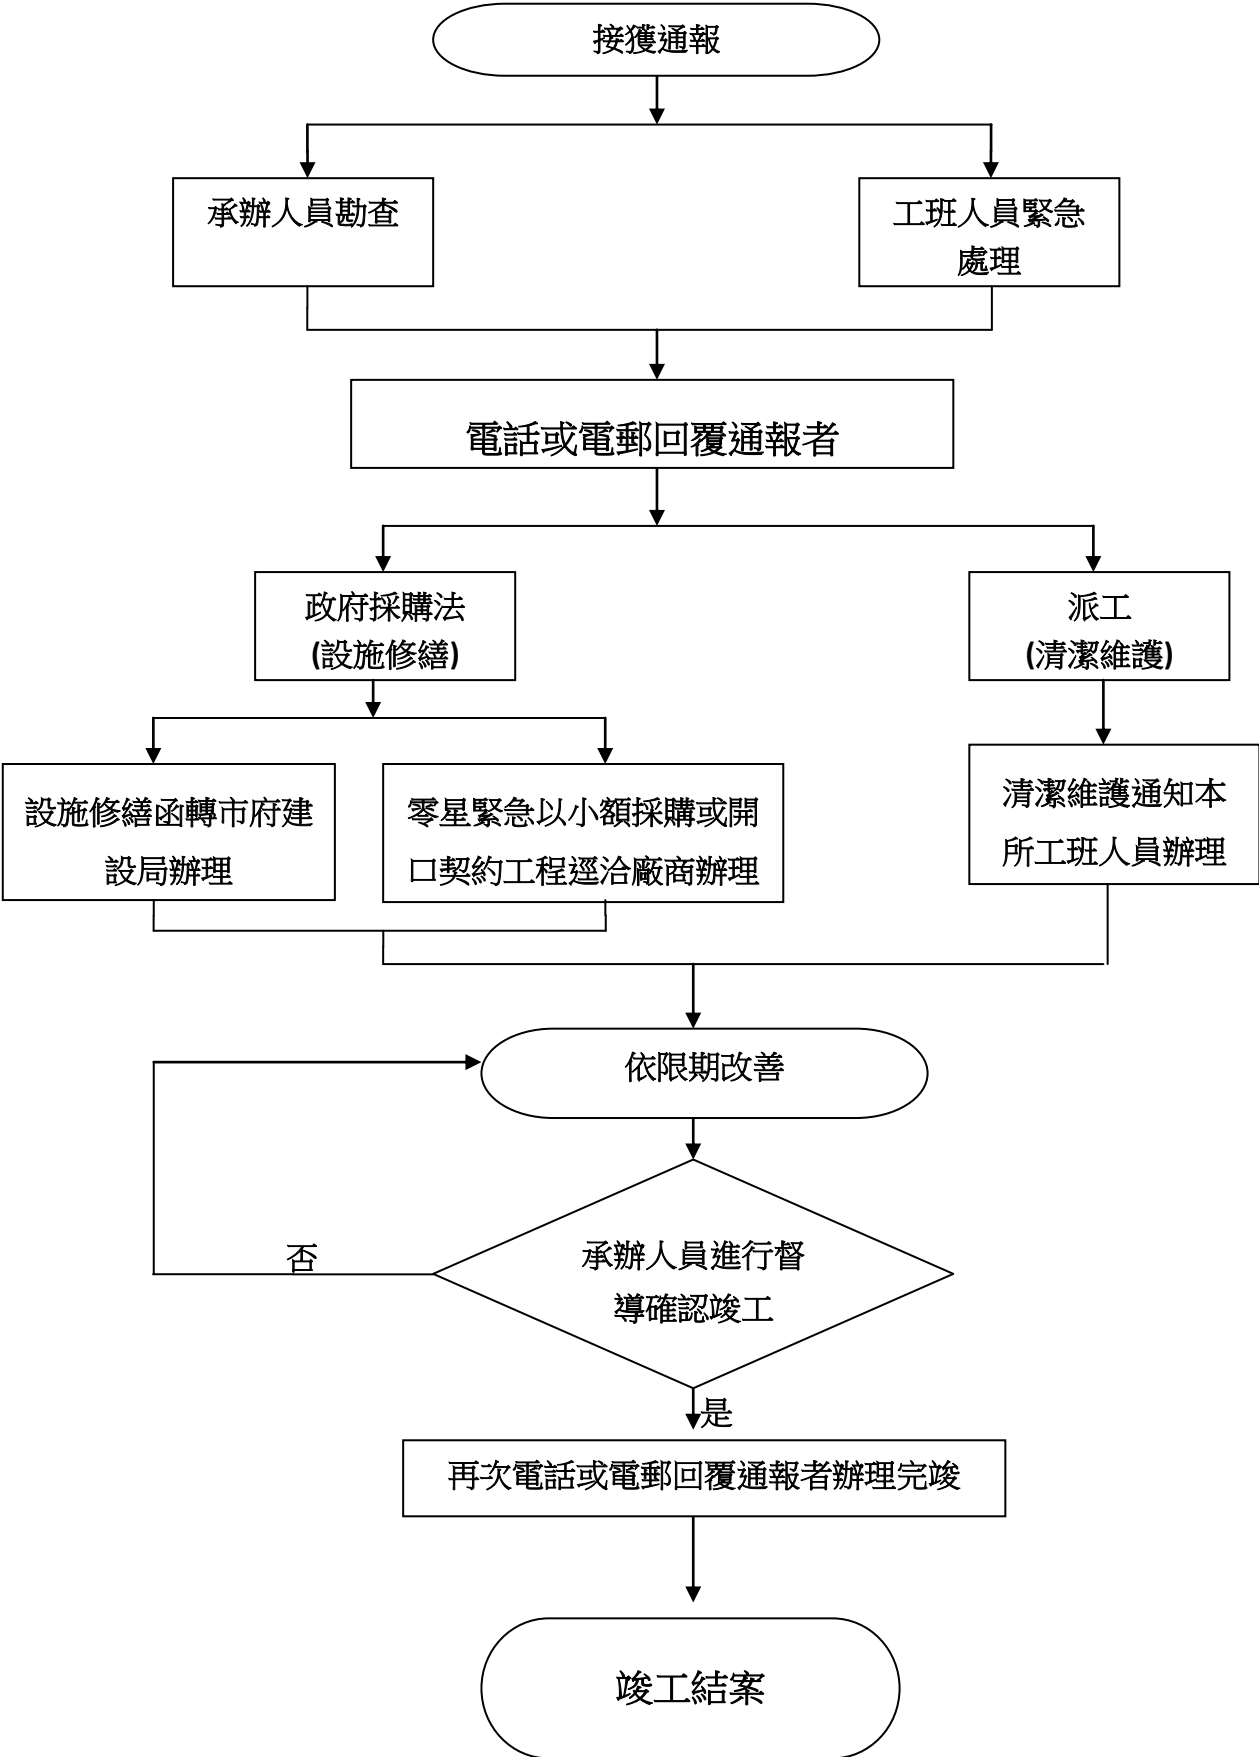 接獲通報
承辦人員勘查
工班人員緊急
處理
電話或電郵回覆通報者
政府採購法
(設施修繕)
派工
(清潔維護)
設施修繕函轉市府建
設局辦理
零星緊急以小額採購或開
口契約工程逕洽廠商辦理
清潔維護通知本
所工班人員辦理
依限期改善
承辦人員進行督
導確認竣工
否
是
再次電話或電郵回覆通報者辦理完竣
竣工結案